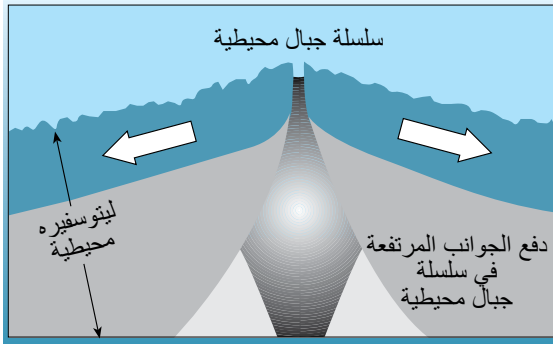 سلسلة جبال محيطية
ليتوسفيره
محيطية
دفع الجوانب المرتفعة
في سلسلة
جبال محيطية